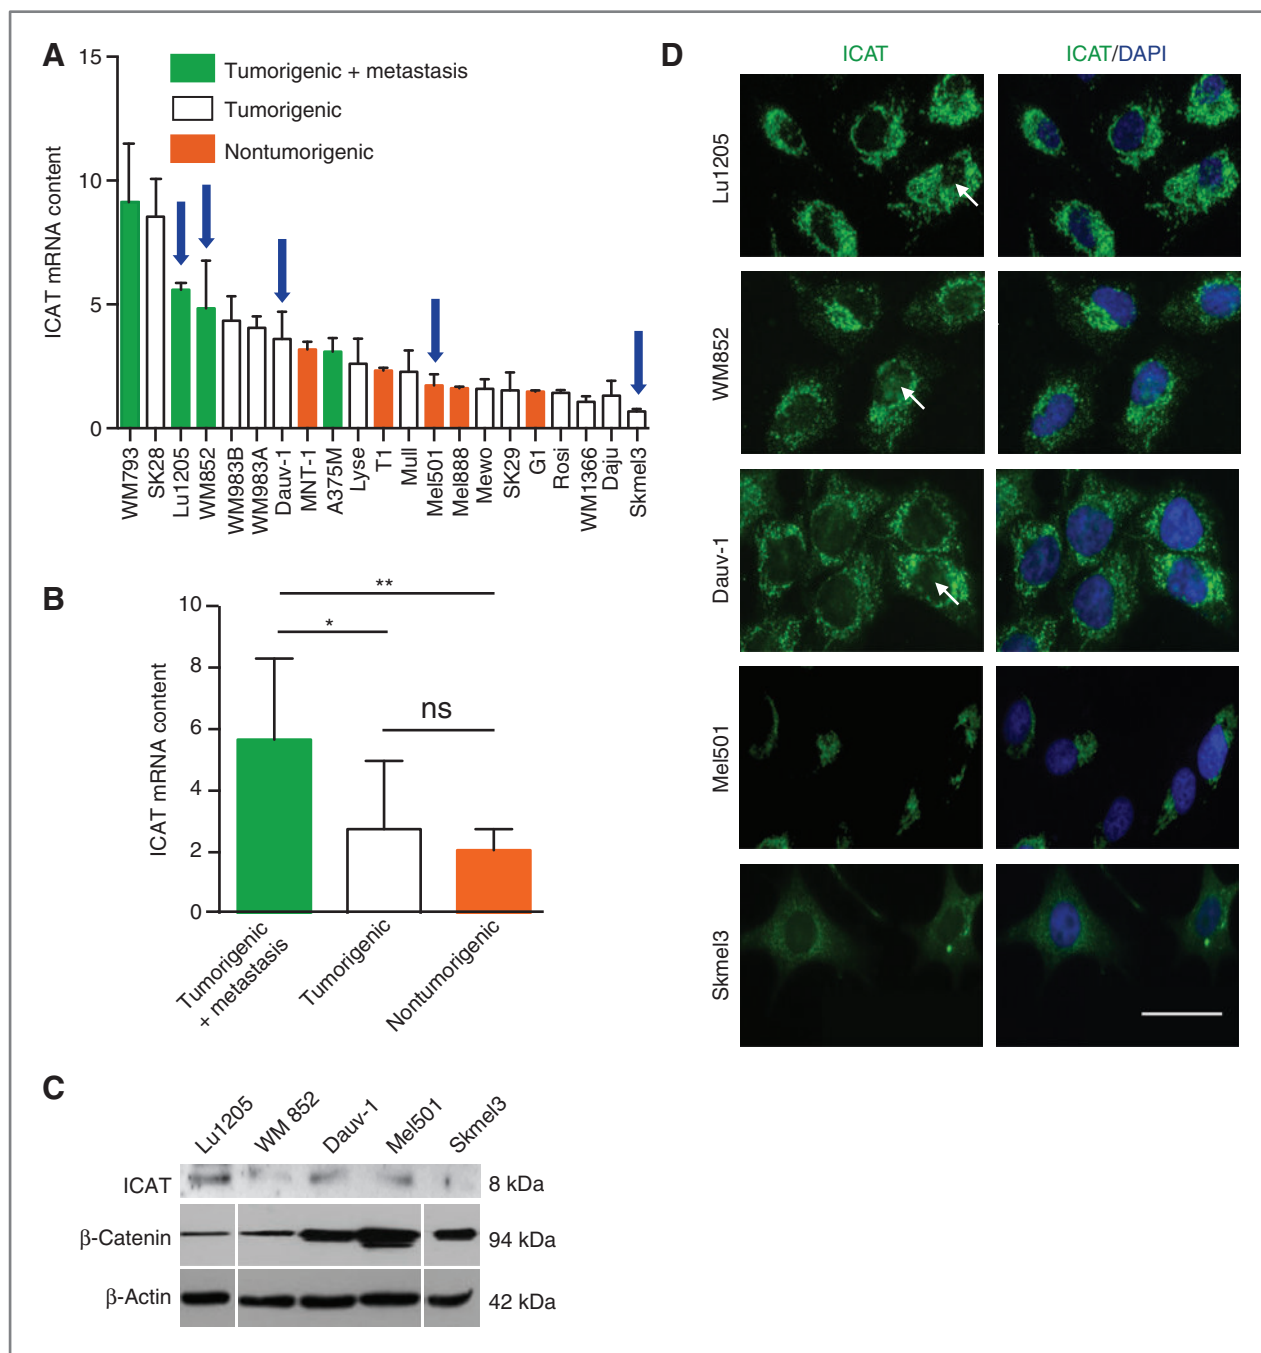 A
15
10
5
0
ICAT mRNA content
Tumorigenic + metastasis
Tumorigenic
Nontumorigenic
WM793
SK28
Lu1205
WM852
WM983B
WM983A
Dauv-1
MNT-1
A375M
Lyse
T1
Mull
Mel501
Mel888
Mewo
SK29
G1
Rosi
WM1366
Daju
Skmel3
B
10
8
6
4
2
0
ICAT mRNA content
**
*
ns
Tumorigenic
+ metastasis
Tumorigenic
Nontumorigenic
C
Lu1205
WM 852
Dauv-1
Mel501
Skmel3
ICAT
8 kDa
β-Catenin
94 kDa
β-Actin
42 kDa
D
ICAT
ICAT/DAPI
Lu1205
WM852
Dauv-1
Mel501
Skmel3